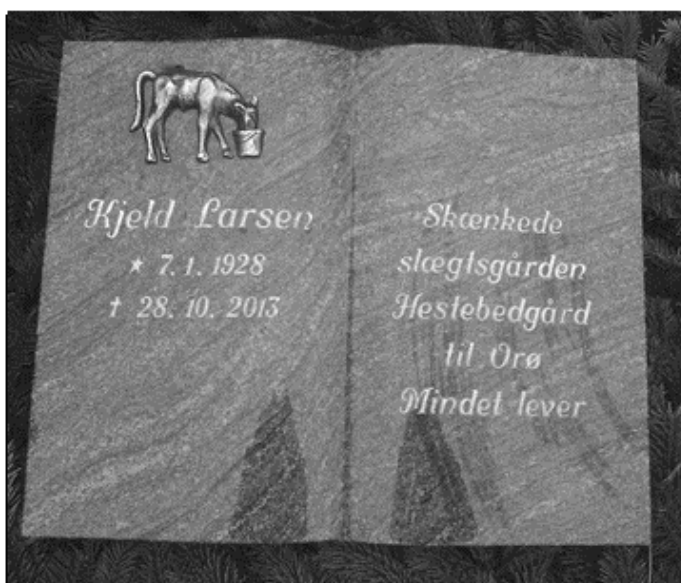 Kjeld Larsen
* 7. 1. 1928
† 28. 10. 2013
Skænkede
slægtsgården
Hestebedgård
til Orø
Mindet lever